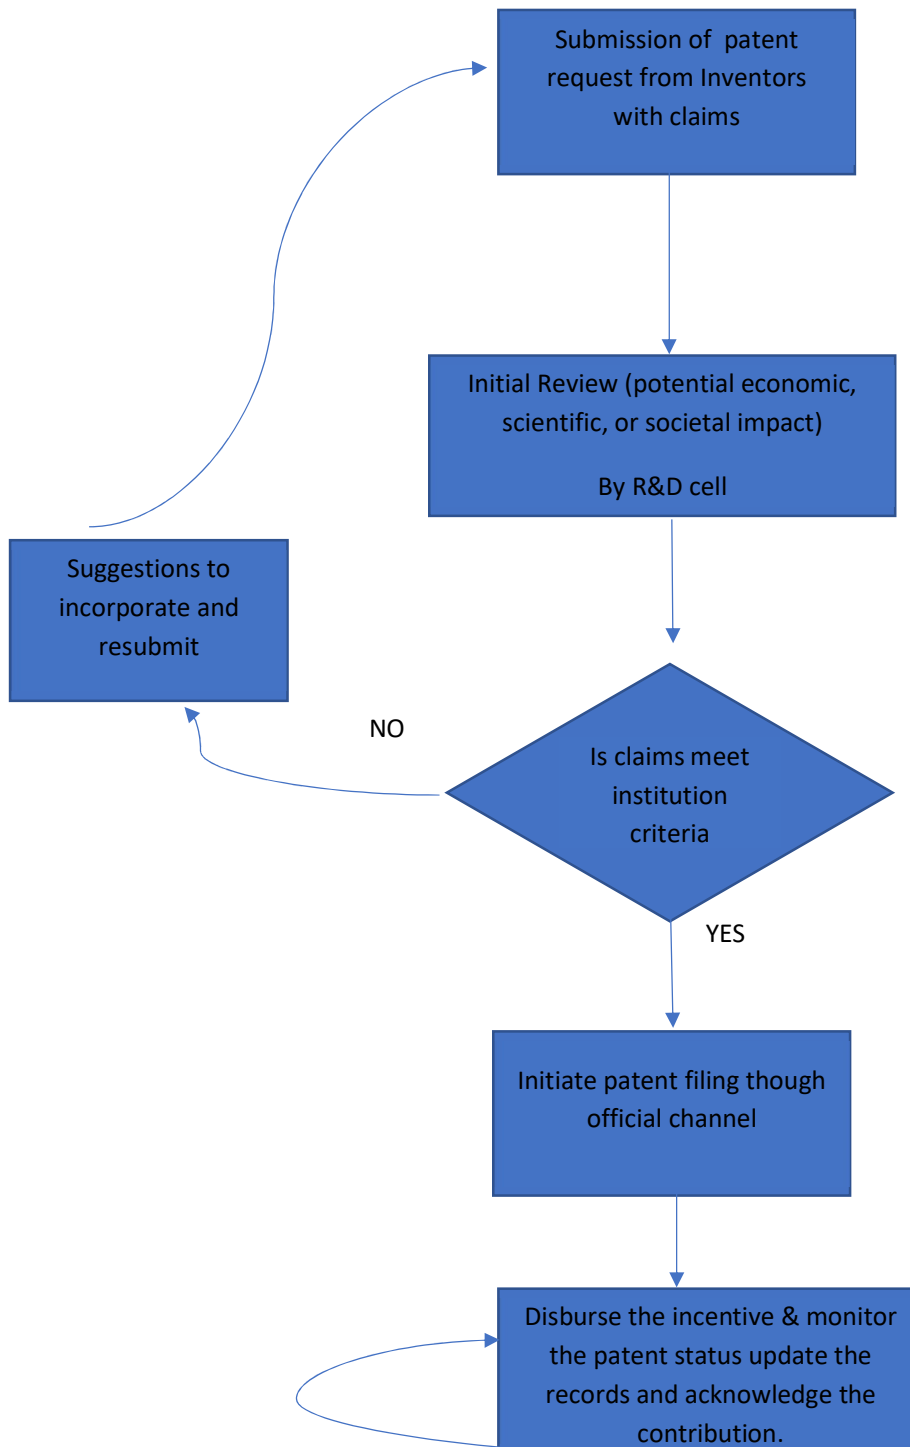 Submission of  patent
request from Inventors
with claims
Initial Review (potential economic,
scientific, or societal impact)
By R&D cell
Suggestions to
incorporate and
resubmit
NO
Is claims meet
institution
criteria
YES
Initiate patent filing though
official channel
Disburse the incentive & monitor
the patent status update the
records and acknowledge the
contribution.